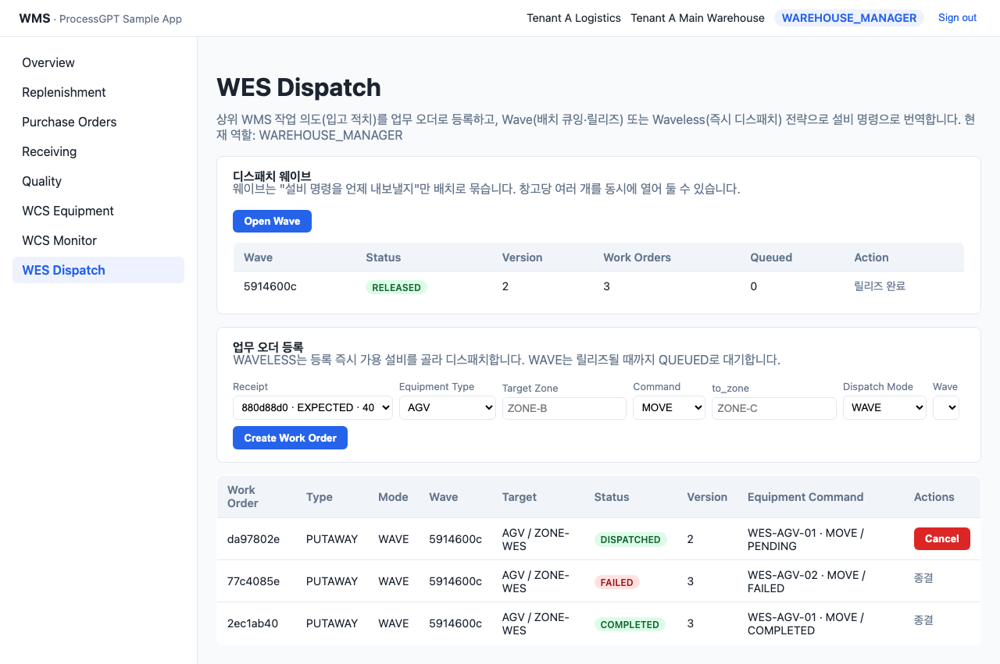 WMS · ProcessGPT Sample App
Tenant A Logistics Tenant A Main Warehouse WAREHOUSE_MANAGER Sign out
Overview
Replenishment
Purchase Orders
Receiving
Quality
WCS Equipment
WCS Monitor
WES Dispatch
WES Dispatch
상위 WMS 작업 의도(입고 적치)를 업무 오더로 등록하고, Wave(배치 큐잉·릴리즈) 또는 Waveless(즉시 디스패치) 전략으로 설비 명령으로 번역합니다. 현
재 역할: WAREHOUSE_MANAGER
디스패치 웨이브
웨이브는 "설비 명령을 언제 내보낼지"만 배치로 묶습니다. 창고당 여러 개를 동시에 열어 둘 수 있습니다.
Open Wave
Wave Status Version Work Orders Queued Action
5914600c RELEASED 2 3 0 릴리즈 완료
업무 오더 등록
WAVELESS는 등록 즉시 가용 설비를 골라 디스패치합니다. WAVE는 릴리즈될 때까지 QUEUED로 대기합니다.
Receipt Equipment Type Target Zone Command to_zone Dispatch Mode Wave
880d88d0 · EXPECTED · 40 AGV ZONE-B MOVE ZONE-C WAVE
Create Work Order
Work
Order Type Mode Wave Target Status Version Equipment Command Actions
da97802e PUTAWAY WAVE 5914600c AGV / ZONE-
WES DISPATCHED 2 WES-AGV-01 · MOVE /
PENDING Cancel
77c4085e PUTAWAY WAVE 5914600c AGV / ZONE-
WES FAILED 3 WES-AGV-02 · MOVE /
FAILED 종결
2ec1ab40 PUTAWAY WAVE 5914600c AGV / ZONE-
WES COMPLETED 3 WES-AGV-01 · MOVE /
COMPLETED 종결